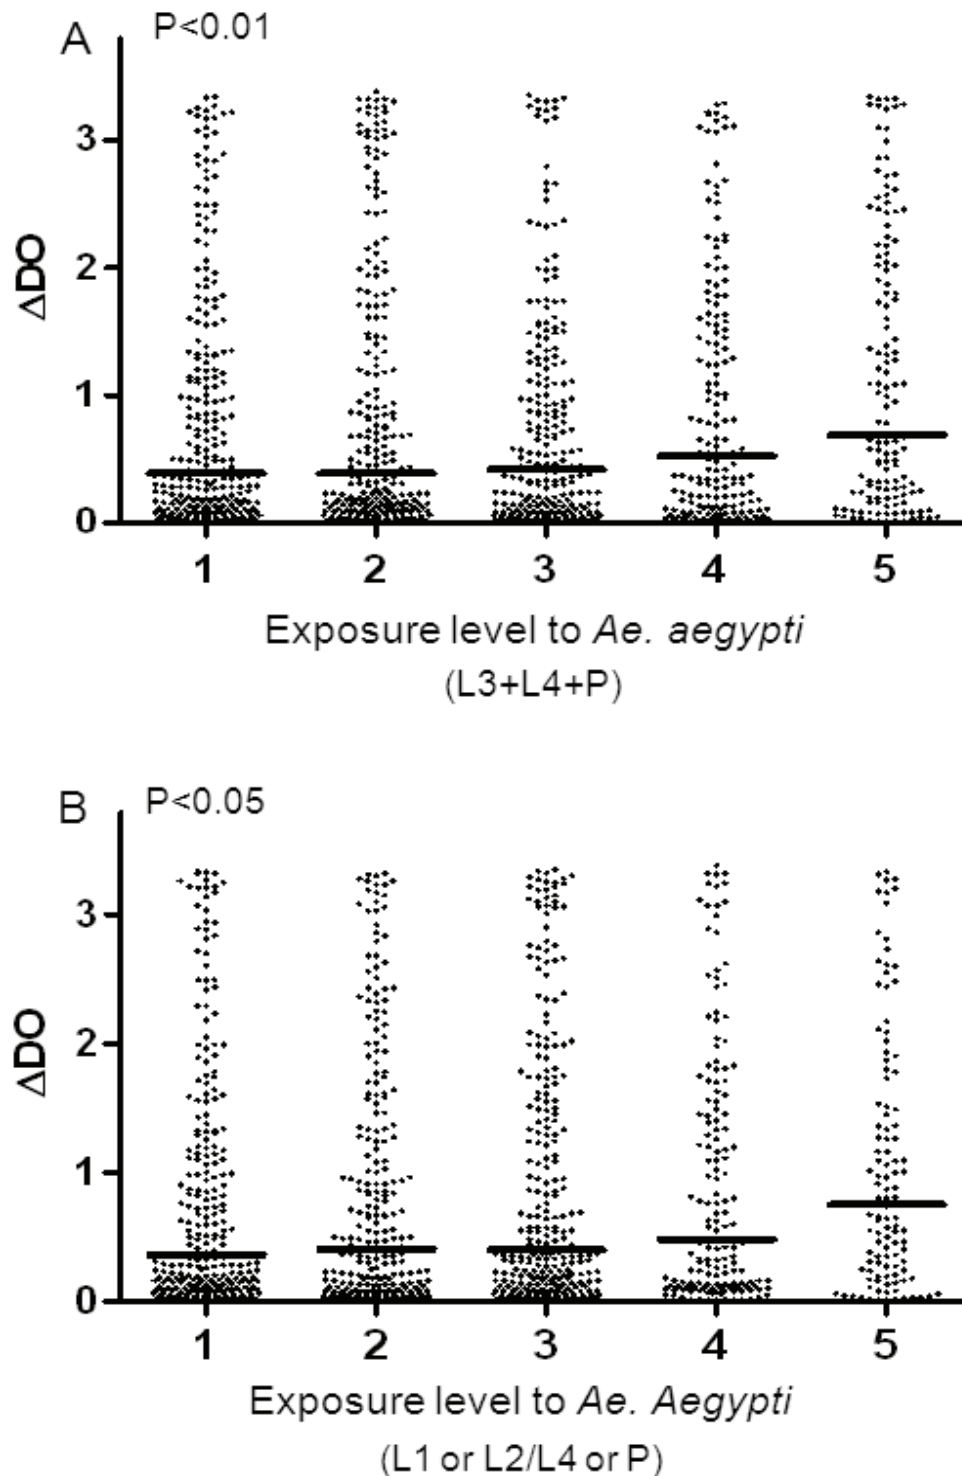 A P<0.01
3
2
1
0
ΔDO
1 2 3 4 5
Exposure level to Ae. aegypti
(L3+L4+P)
B P<0.05
3
2
1
0
ΔDO
1 2 3 4 5
Exposure level to Ae. Aegypti
(L1 or L2/L4 or P)